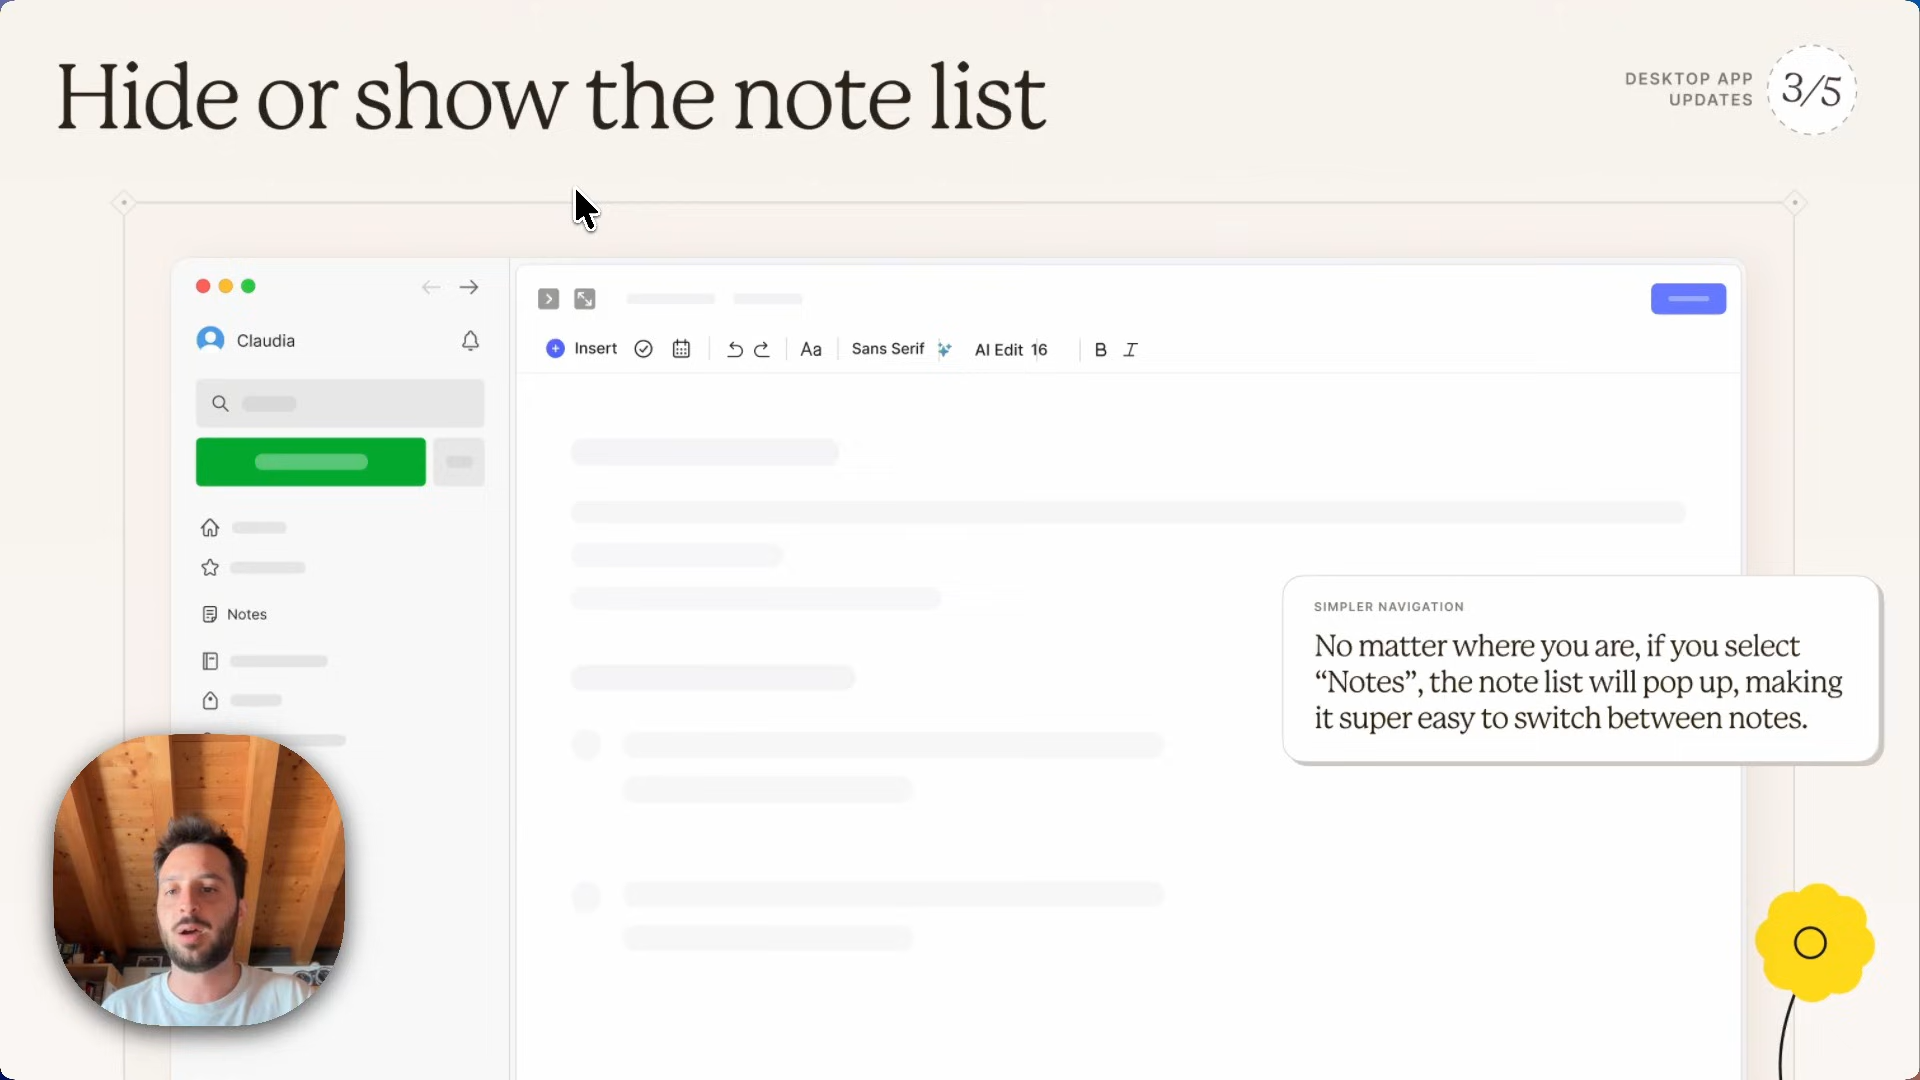 Hide or show the note list
DESKTOP APP
UPDATES
3/5
Claudia
Insert
Aa
Sans Serif
AI Edit 16
B I
Notes
SIMPLER NAVIGATION
No matter where you are, if you select
“Notes”, the note list will pop up, making
it super easy to switch between notes.